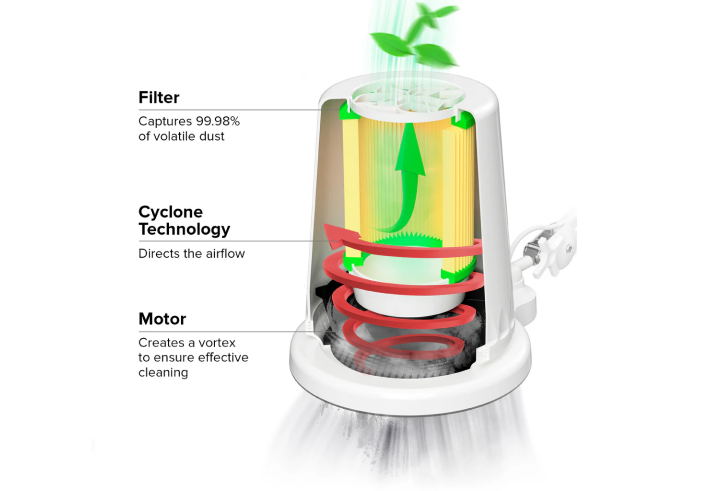 Filter
Captures 99.98%
of volatile dust
Cyclone
Technology
Directs the airflow
Motor
Creates a vortex
to ensure effective
cleaning